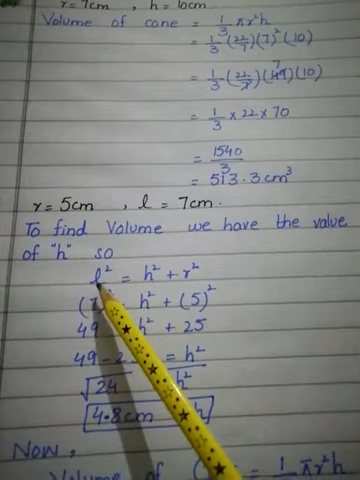 r = 7cm , h = 10cm
Volume of cone = 1/3 πr²h
= 1/3 (22/7) (7)² (10)
= 1/3 (22/7) (49) (10) 7
= 1/3 × 22 × 70
= 1540/3
= 513.3 cm³
r = 5cm , l = 7cm.
To find Volume we have the value
of "h" so
l² = h² + r²
(7) h² + (5)²
49 h² + 25
49 - 2 = h²
√24 h²
4.8cm h
Now,
Volume of = 1 πr²h